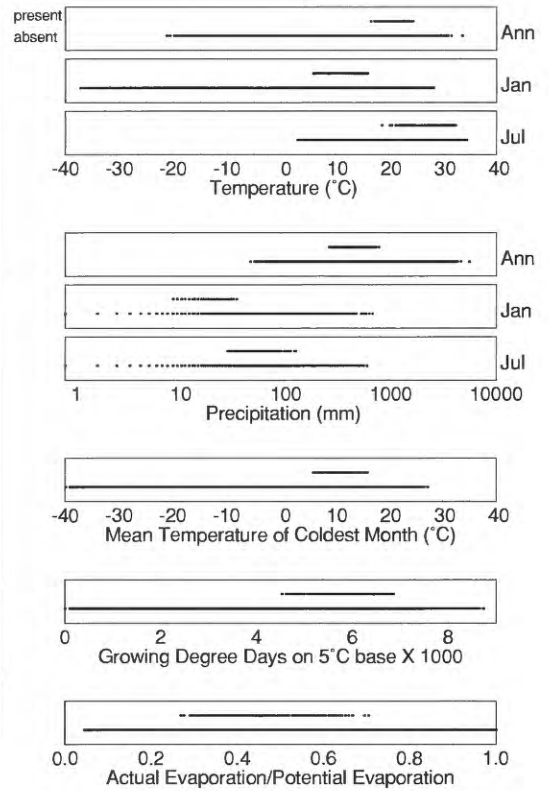 present
absent
Ann
Jan
Jul
-40 -30 -20 -10 0 10 20 30 40
Temperature (˚C)
Ann
Jan
Jul
1 10 100 1000 10000
Precipitation (mm)
-40 -30 -20 -10 0 10 20 30 40
Mean Temperature of Coldest Month (˚C)
0 2 4 6 8
Growing Degree Days on 5˚C base X 1000
0.0 0.2 0.4 0.6 0.8 1.0
Actual Evaporation/Potential Evaporation